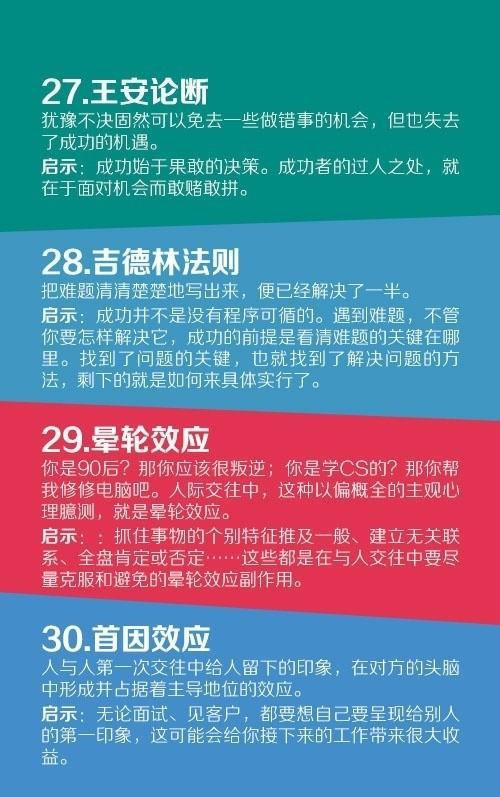 27.王安论断
犹豫不决固然可以免去一些做错事的机会，但也失去
了成功的机遇。
启示：成功始于果敢的决策。成功者的过人之处，就
在于面对机会而敢赌敢拼。
28.吉德林法则
把难题清清楚楚地写出来，便已经解决了一半。
启示：成功并不是没有程序可循的。遇到难题，不管
你要怎样解决它，成功的前提是看清难题的关键在哪
里。找到了问题的关键，也就找到了解决问题的方
法，剩下的就是如何来具体实行了。
29.晕轮效应
你是90后？那你应该很叛逆；你是学CS的？那你帮
我修修电脑吧。人际交往中，这种以偏概全的主观心
理臆测，就是晕轮效应。
启示：：抓住事物的个别特征推及一般、建立无关联
系、全盘肯定或否定……这些都是在与人交往中要尽
量克服和避免的晕轮效应副作用。
30.首因效应
人与人第一次交往中给人留下的印象，在对方的头脑
中形成并占据着主导地位的效应。
启示：无论面试、见客户，都要想自己要呈现给别人
的第一印象，这可能会给你接下来的工作带来很大收
益。